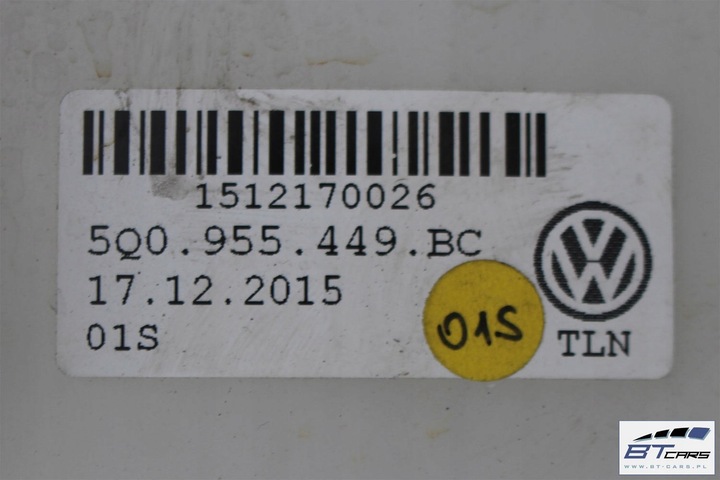 1512170026
5Q0.955.449.BC
17.12.2015
01S
01S
TLN
BTCARS
WWW.BT-CARS.PL